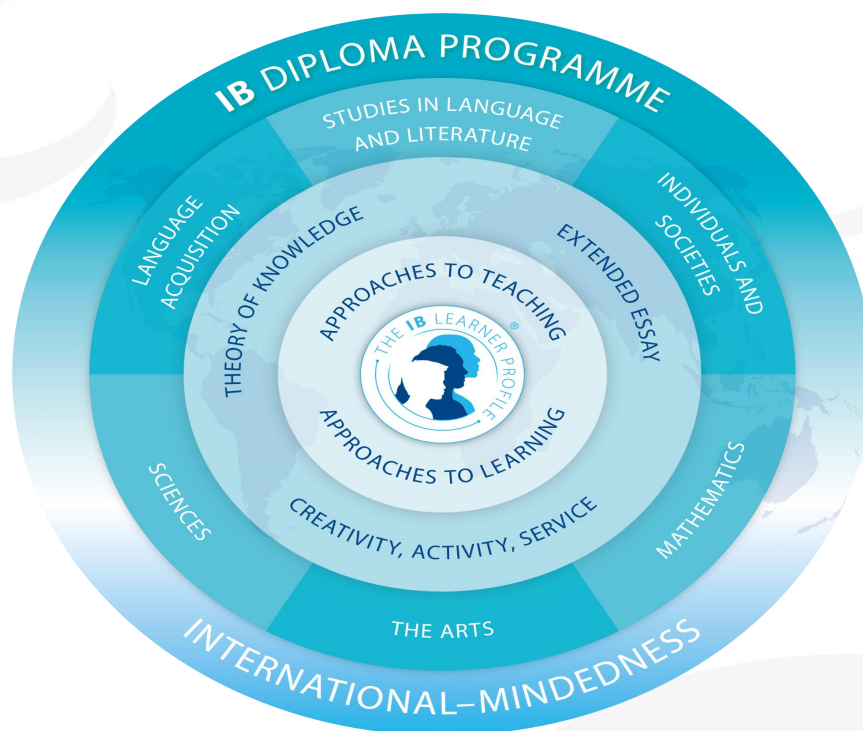 IB DIPLOMA PROGRAMME
STUDIES IN LANGUAGE
AND LITERATURE
LANGUAGE
ACQUISITION
INDIVIDUALS AND
SOCIETIES
THEORY OF KNOWLEDGE
EXTENDED ESSAY
APPROACHES TO TEACHING
THE IB LEARNER PROFILE
®
APPROACHES TO LEARNING
CREATIVITY, ACTIVITY, SERVICE
SCIENCES
MATHEMATICS
THE ARTS
INTERNATIONAL–MINDEDNESS